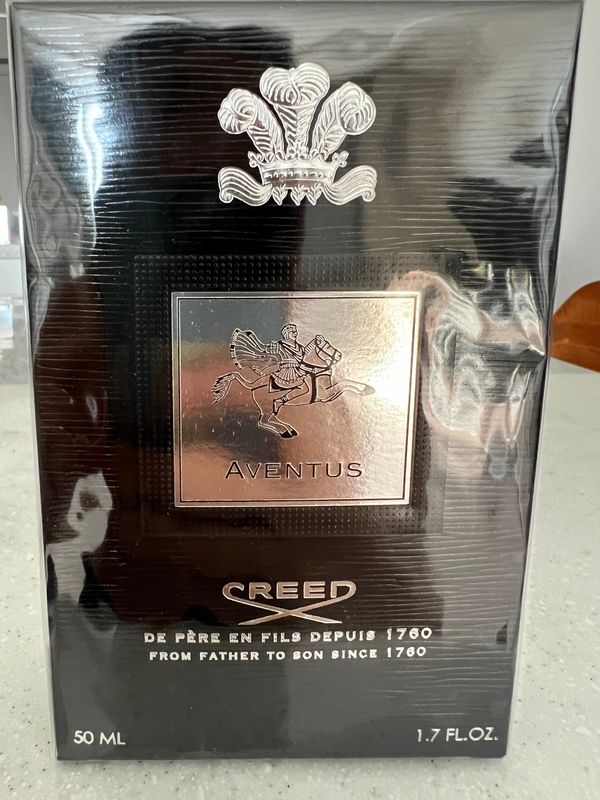 AVENTUS
CREED
DE PÈRE EN FILS DEPUIS 1760
FROM FATHER TO SON SINCE 1760
50 ML
1.7 FL.OZ.